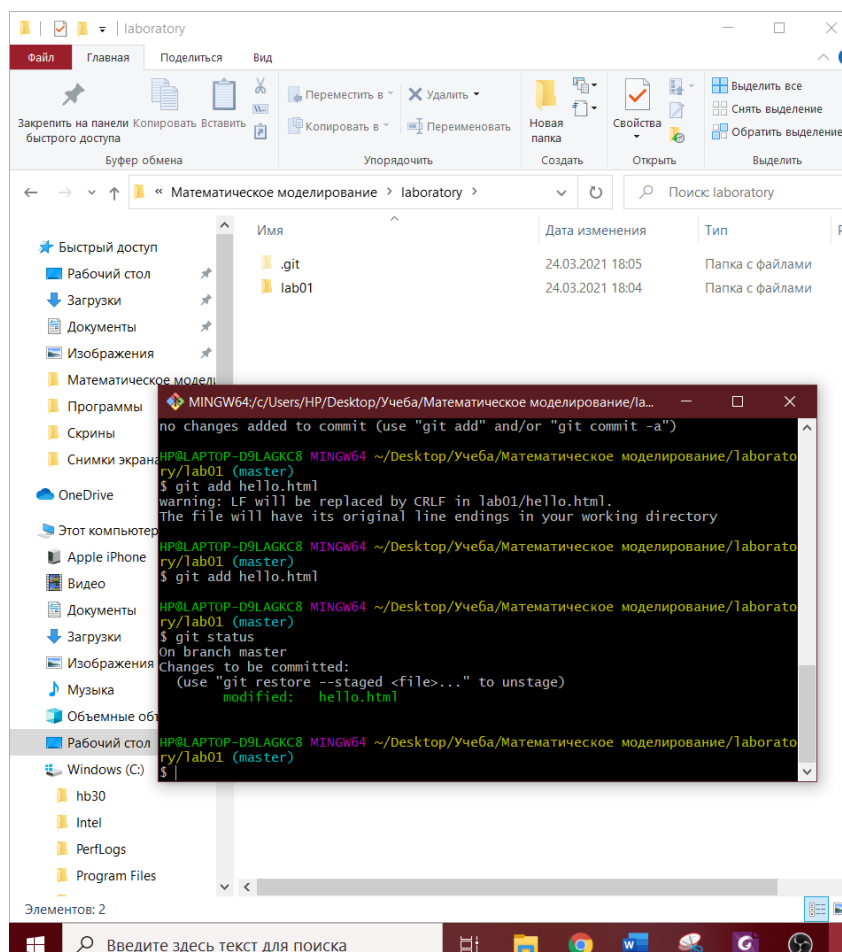 laboratory
Файл Главная Поделиться Вид
Закрепить на панели быстрого доступа
Копировать Вставить
Переместить в
Копировать в
Удалить
Переименовать
Новая папка
Свойства
Выделить все
Снять выделение
Обратить выделение
Буфер обмена Упорядочить Создать Открыть Выделить
« Математическое моделирование > laboratory >
Поиск: laboratory
Имя Дата изменения Тип
.git 24.03.2021 18:05 Папка с файлами
lab01 24.03.2021 18:04 Папка с файлами
Быстрый доступ
Рабочий стол
Загрузки
Документы
Изображения
Математическое модели
Программы
Скрины
Снимки экрана
OneDrive
Этот компьютер
Apple iPhone
Видео
Документы
Загрузки
Изображения
Музыка
Объемные объ
Рабочий стол
Windows (C:)
hb30
Intel
PerfLogs
Program Files
MINGW64:/c/Users/HP/Desktop/Учеба/Математическое моделирование/la...
no changes added to commit (use "git add" and/or "git commit -a")
HP@LAPTOP-D9LAGKC8 MINGW64 ~/Desktop/Учеба/Математическое моделирование/laborato
ry/lab01 (master)
$ git add hello.html
warning: LF will be replaced by CRLF in lab01/hello.html.
The file will have its original line endings in your working directory
HP@LAPTOP-D9LAGKC8 MINGW64 ~/Desktop/Учеба/Математическое моделирование/laborato
ry/lab01 (master)
$ git add hello.html
HP@LAPTOP-D9LAGKC8 MINGW64 ~/Desktop/Учеба/Математическое моделирование/laborato
ry/lab01 (master)
$ git status
On branch master
Changes to be committed:
(use "git restore --staged <file>..." to unstage)
modified: hello.html
HP@LAPTOP-D9LAGKC8 MINGW64 ~/Desktop/Учеба/Математическое моделирование/laborato
ry/lab01 (master)
$
Элементов: 2
Введите здесь текст для поиска